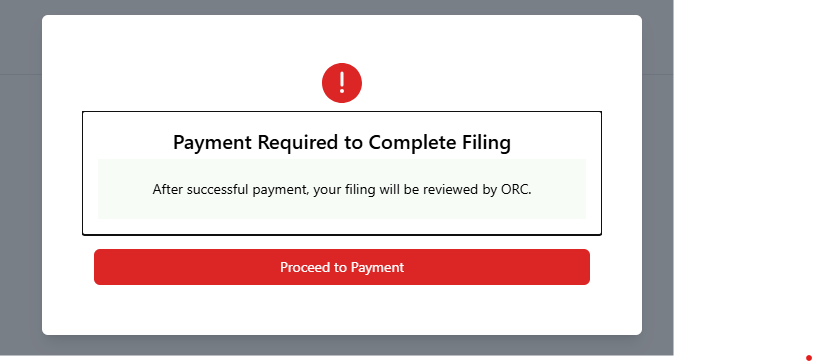 Payment Required to Complete Filing
After successful payment, your filing will be reviewed by ORC.
Proceed to Payment